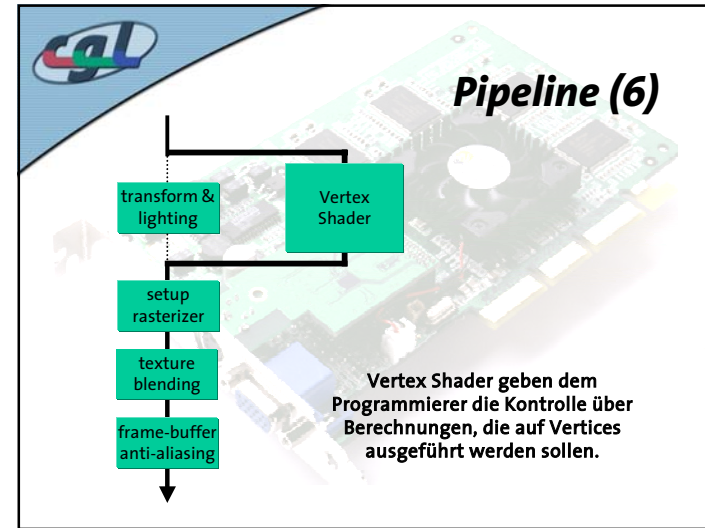 cgl
Pipeline (6)
transform &
lighting
Vertex
Shader
setup
rasterizer
texture
blending
frame-buffer
anti-aliasing
Vertex Shader geben dem
Programmierer die Kontrolle über
Berechnungen, die auf Vertices
ausgeführt werden sollen.